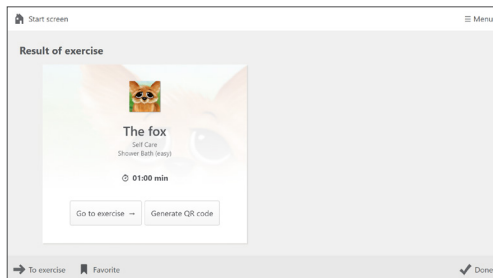 Start screen
☰ Menu
Result of exercise
The fox
Self Care
Shower Bath (easy)
01:00 min
Go to exercise →
Generate QR code
To exercise
Favorite
Done